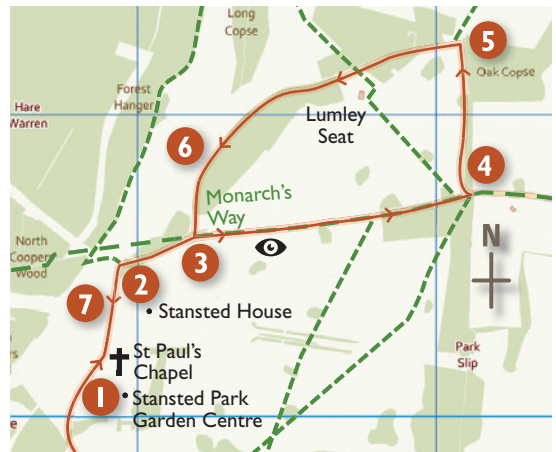 Long
Copse
5
Oak Copse
Forest
Hanger
Hare
Warren
Lumley
Seat
6
4
Monarch's
Way
N
North
Cooper
Wood
3
2
7
Stansted House
Park
Slip
St Paul's
Chapel
1
Stansted Park
Garden Centre